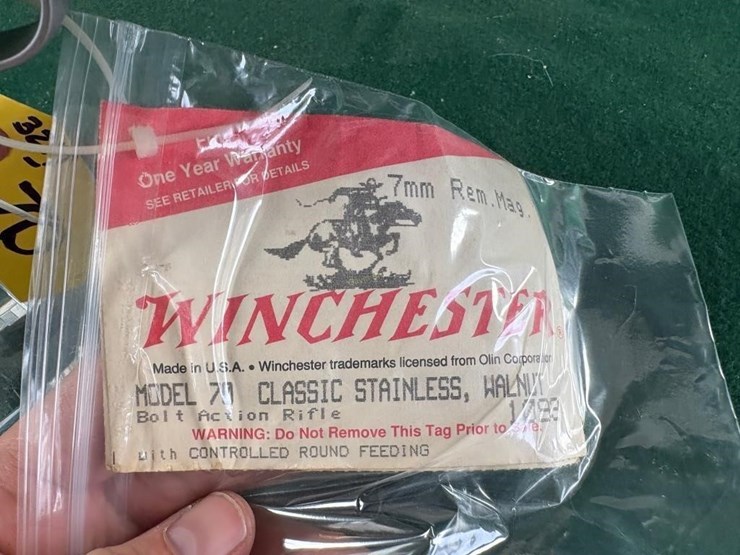 One Year Warranty
SEE RETAILER FOR DETAILS
7mm Rem. Mag.
WINCHESTER®
Made in U.S.A. • Winchester trademarks licensed from Olin Corporation
MODEL 70 CLASSIC STAINLESS, WALNUT
Bolt Action Rifle
WARNING: Do Not Remove This Tag Prior to Sale.
with CONTROLLED ROUND FEEDING